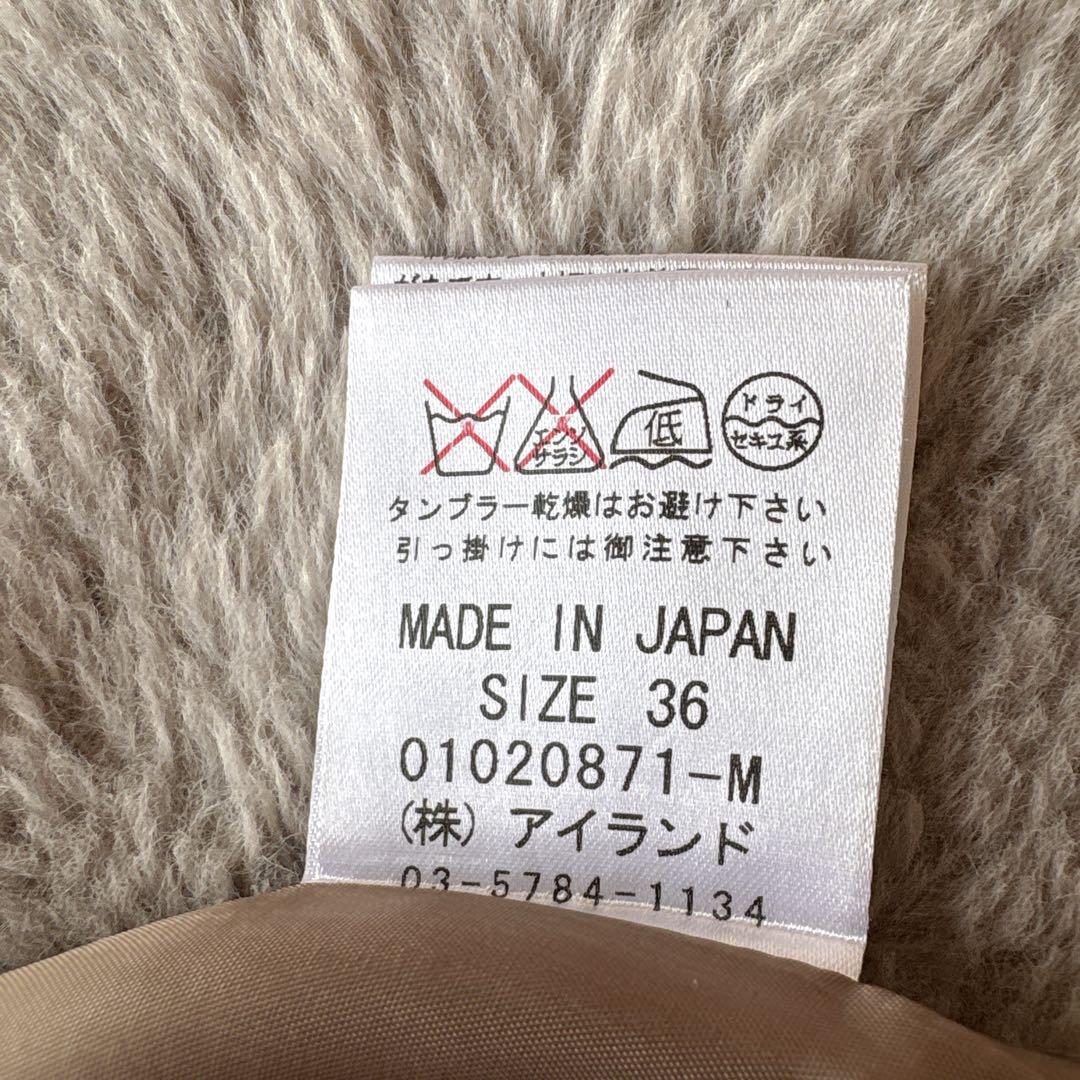 エンソ
サラシ
低
ドライ
セキユ系
タンブラー乾燥はお避け下さい
引っ掛けには御注意下さい
MADE IN JAPAN
SIZE 36
01020871-M
(株) アイランド
03-5784-1134